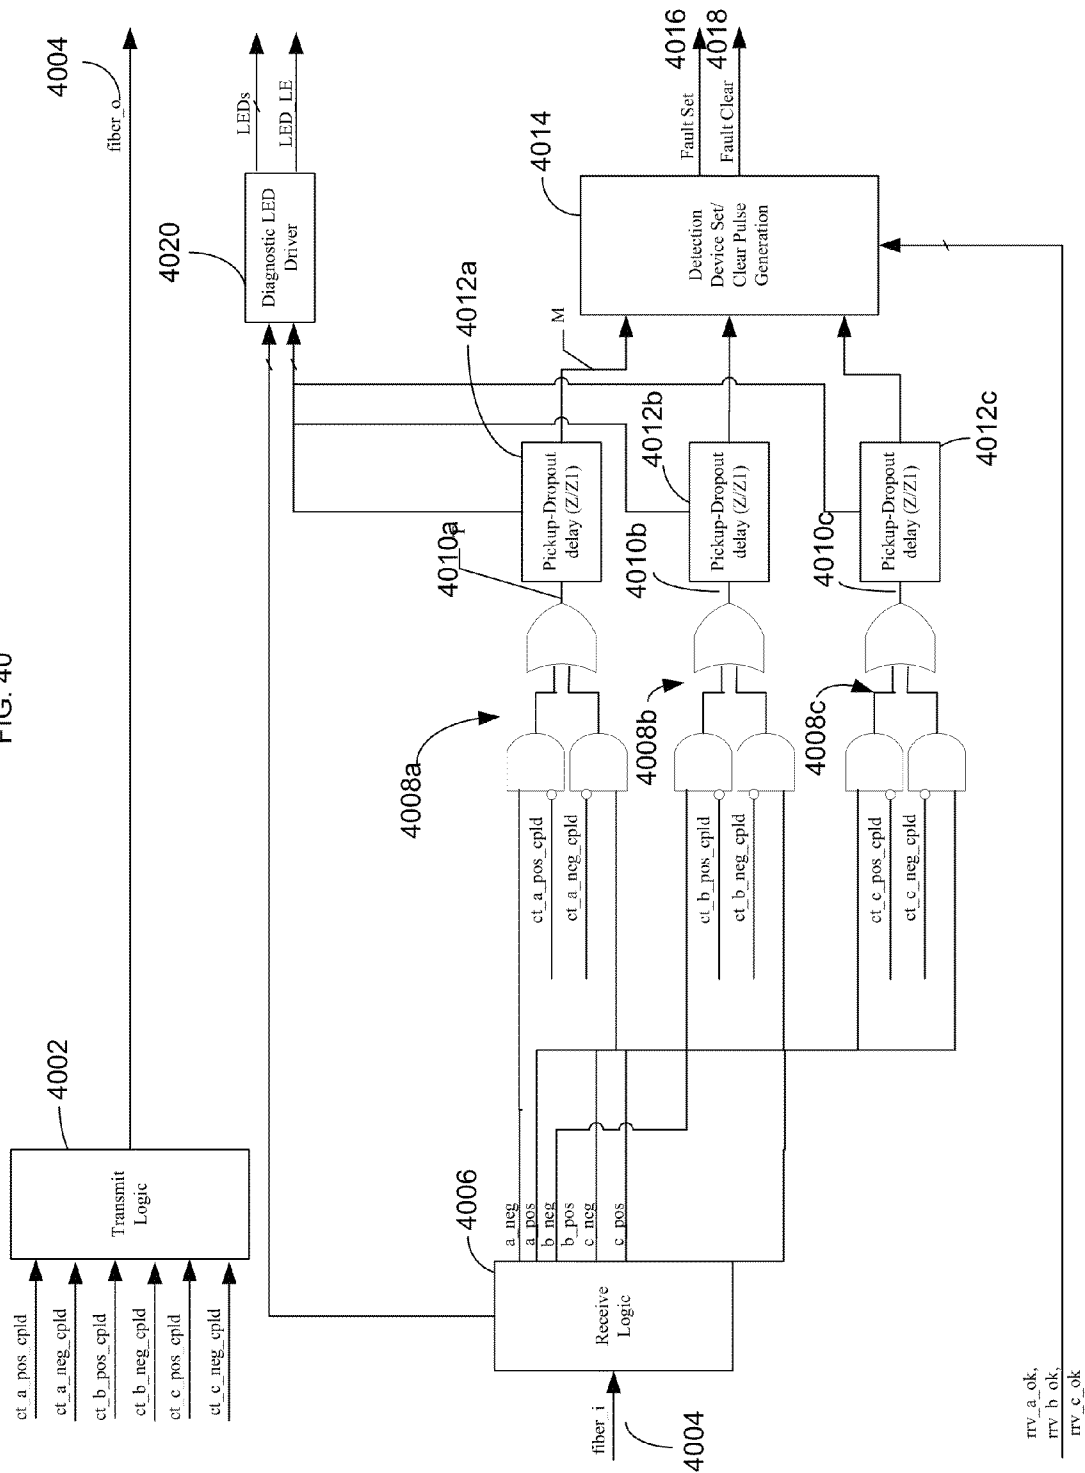 FIG. 40
ct_a_pos_cpld
ct_a_neg_cpld
ct_b_pos_cpld
ct_b_neg_cpld
ct_c_pos_cpld
ct_c_neg_cpld
Transmit
Logic
4002
fiber_o
4004
fiber_i
4004
Receive
Logic
4006
a_neg
a_pos
b_neg
b_pos
c_neg
c_pos
ct_a_pos_cpld
ct_a_neg_cpld
4008a
4010a
Pickup-Dropout
delay (Z/Z1)
4012a
M
ct_b_pos_cpld
ct_b_neg_cpld
4008b
4010b
Pickup-Dropout
delay (Z/Z1)
4012b
ct_c_pos_cpld
ct_c_neg_cpld
4008c
4010c
Pickup-Dropout
delay (Z/Z1)
4012c
Diagnostic LED
Driver
4020
LEDs
LED_LE
Detection
Device Set/
Clear Pulse
Generation
4014
Fault Set
4016
Fault Clear
4018
rrv_a_ok,
rrv_b_ok,
rrv_c_ok